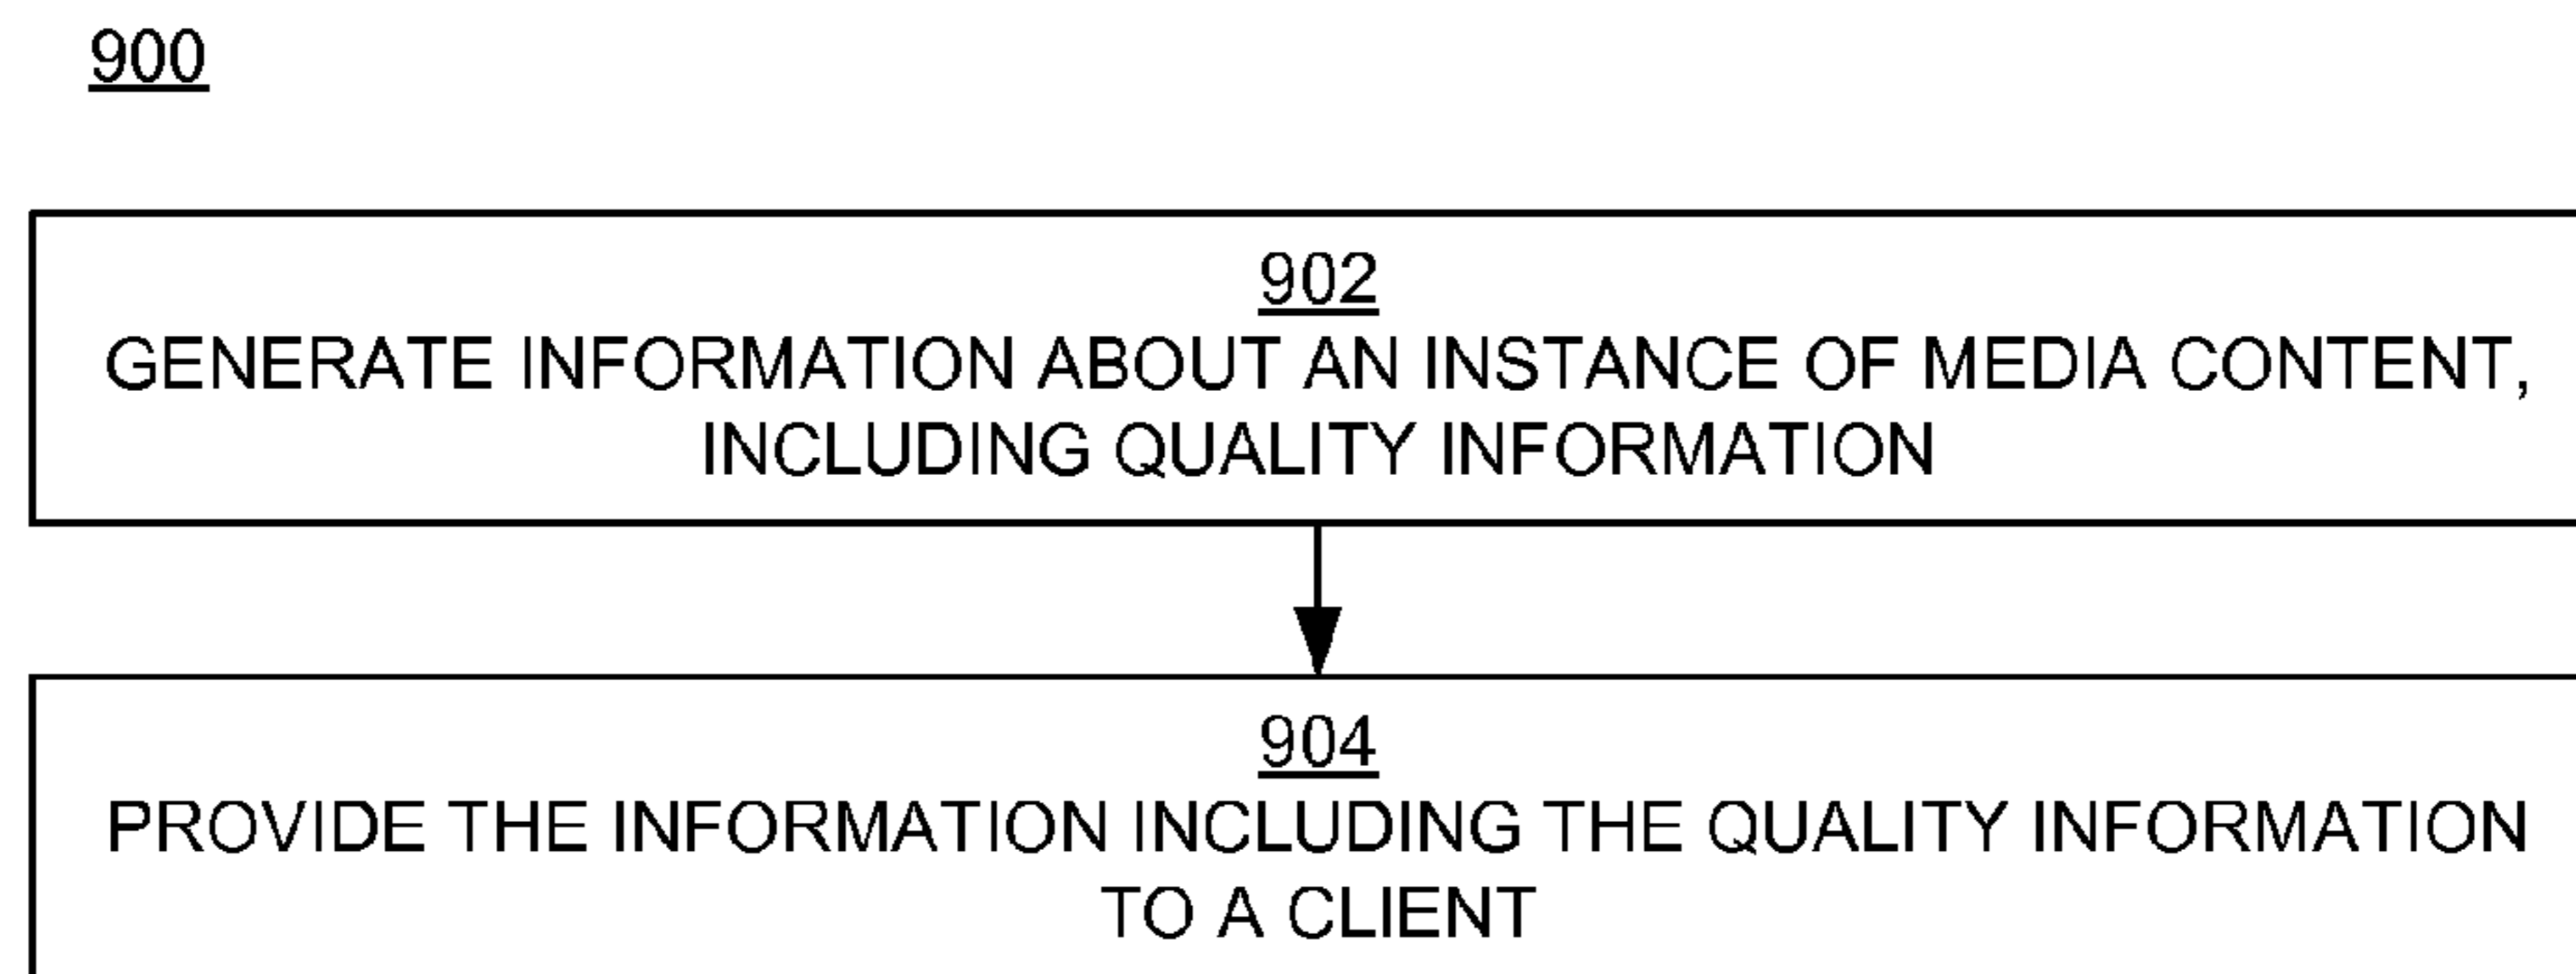 900
902
GENERATE INFORMATION ABOUT AN INSTANCE OF MEDIA CONTENT,
INCLUDING QUALITY INFORMATION
904
PROVIDE THE INFORMATION INCLUDING THE QUALITY INFORMATION
TO A CLIENT